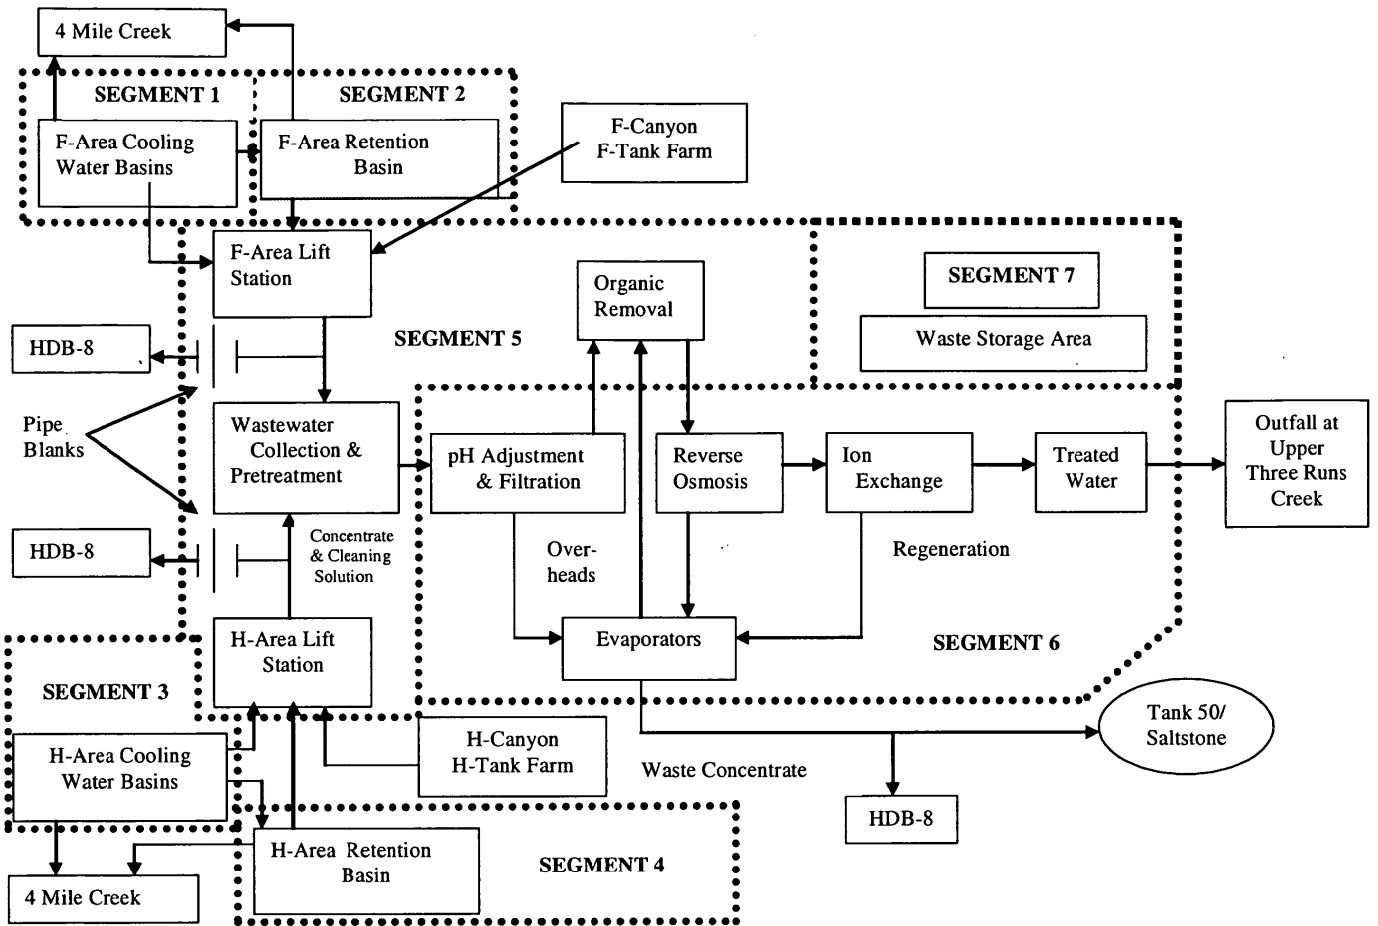 4 Mile Creek
SEGMENT 1
SEGMENT 2
F-Area Cooling
Water Basins
F-Area Retention
Basin
F-Canyon
F-Tank Farm
F-Area Lift
Station
Organic
Removal
SEGMENT 7
Waste Storage Area
HDB-8
SEGMENT 5
Pipe
Blanks
Wastewater
Collection &
Pretreatment
pH Adjustment
& Filtration
Reverse
Osmosis
Ion
Exchange
Treated
Water
Outfall at
Upper
Three Runs
Creek
HDB-8
Concentrate
& Cleaning
Solution
Over-
heads
Regeneration
H-Area Lift
Station
Evaporators
SEGMENT 6
SEGMENT 3
H-Area Cooling
Water Basins
H-Canyon
H-Tank Farm
Waste Concentrate
Tank 50/
Saltstone
HDB-8
H-Area Retention
Basin
SEGMENT 4
4 Mile Creek